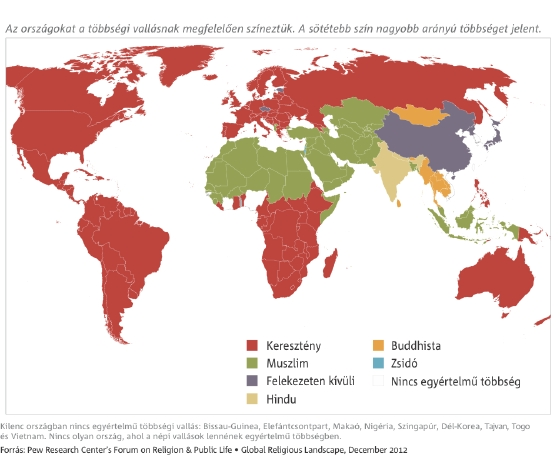 Az országokat a többségi vallásnak megfelelően színeztük. A sötétebb szín nagyobb arányú többséget jelent.
Keresztény
Muszlim
Felekezeten kívüli
Hindu
Buddhista
Zsidó
Nincs egyértelmű többség
Kilenc országban nincs egyértelmű többségi vallás: Bissau-Guinea, Elefántcsontpart, Makaó, Nigéria, Szingapúr, Dél-Korea, Tajvan, Togo
és Vietnam. Nincs olyan ország, ahol a népi vallások lennének egyértelmű többségben.
Forrás: Pew Research Center's Forum on Religion & Public Life • Global Religious Landscape, December 2012